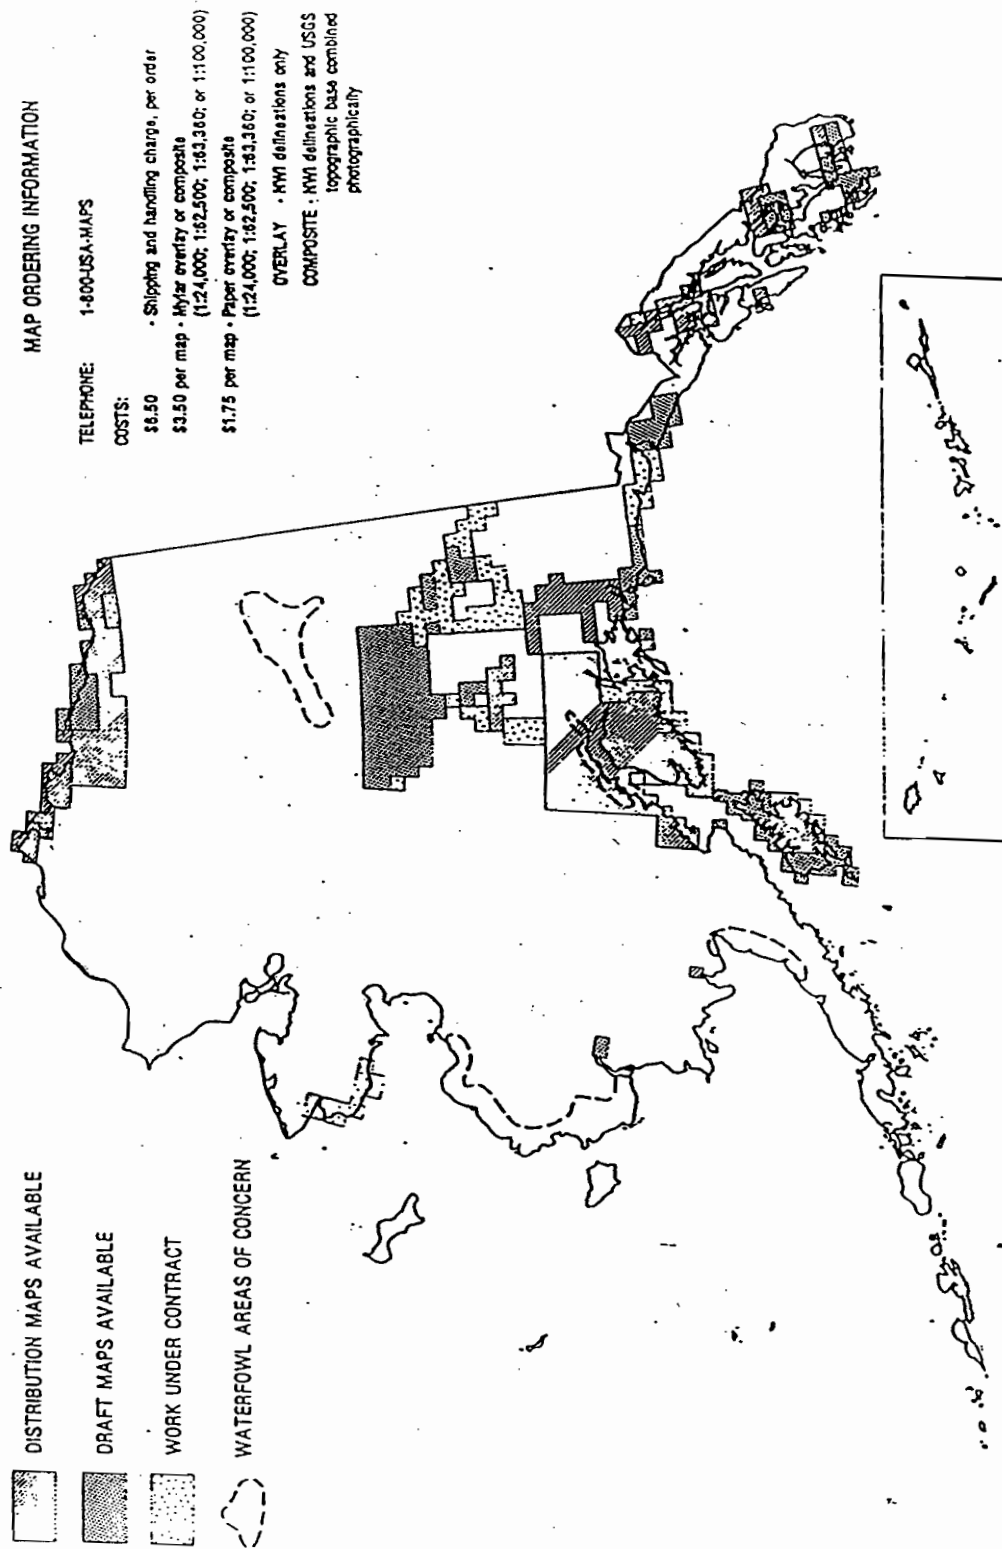 DISTRIBUTION MAPS AVAILABLE
DRAFT MAPS AVAILABLE
WORK UNDER CONTRACT
WATERFOWL AREAS OF CONCERN
MAP ORDERING INFORMATION
TELEPHONE: 1-800-USA-MAPS
COSTS:
$6.50 • Shipping and handling charge, per order
$3.50 per map • Mylar overlay or composite
(1:24,000; 1:62,500; 1:63,360; or 1:100,000)
$1.75 per map • Paper overlay or composite
(1:24,000; 1:62,500; 1:63,360; or 1:100,000)
OVERLAY • NWI delineations only
COMPOSITE • NWI delineations and USGS
topographic base combined
photographically